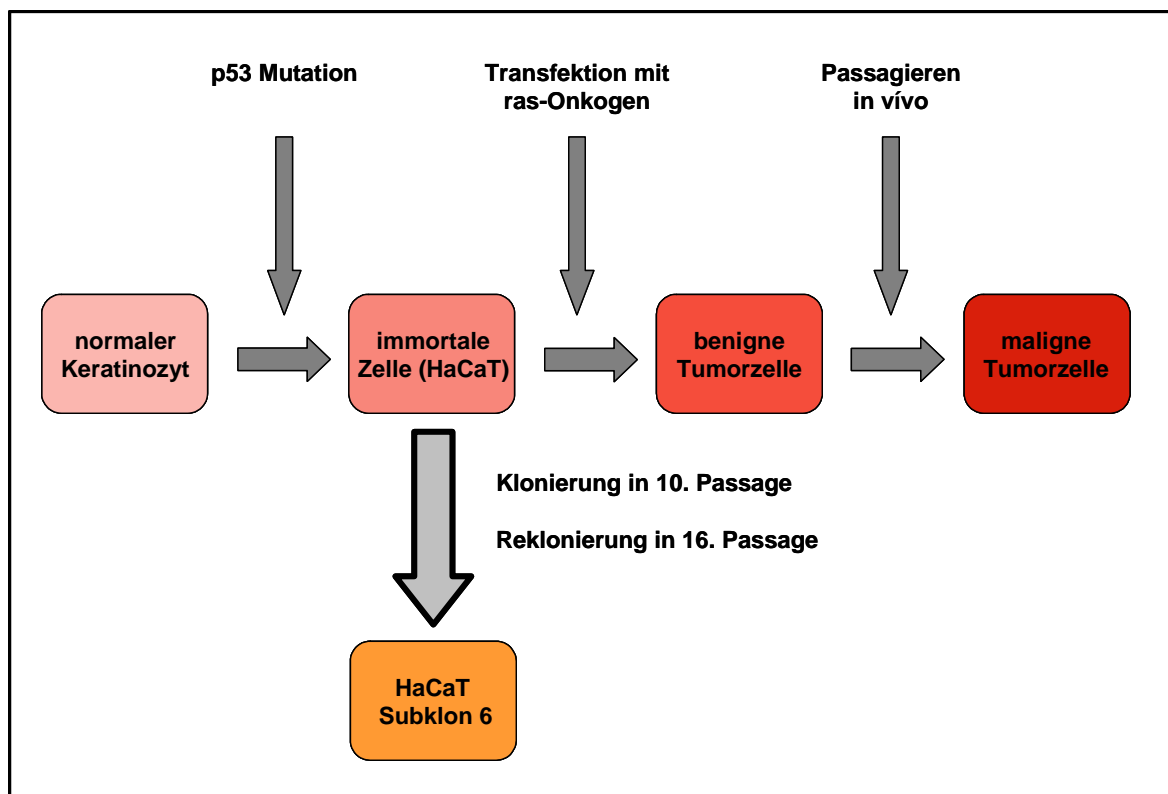 p53 Mutation
Transfektion mit
ras-Onkogen
Passagieren
in vívo
normaler
Keratinozyt
immortale
Zelle (HaCaT)
benigne
Tumorzelle
maligne
Tumorzelle
Klonierung in 10. Passage
Reklonierung in 16. Passage
HaCaT
Subklon 6